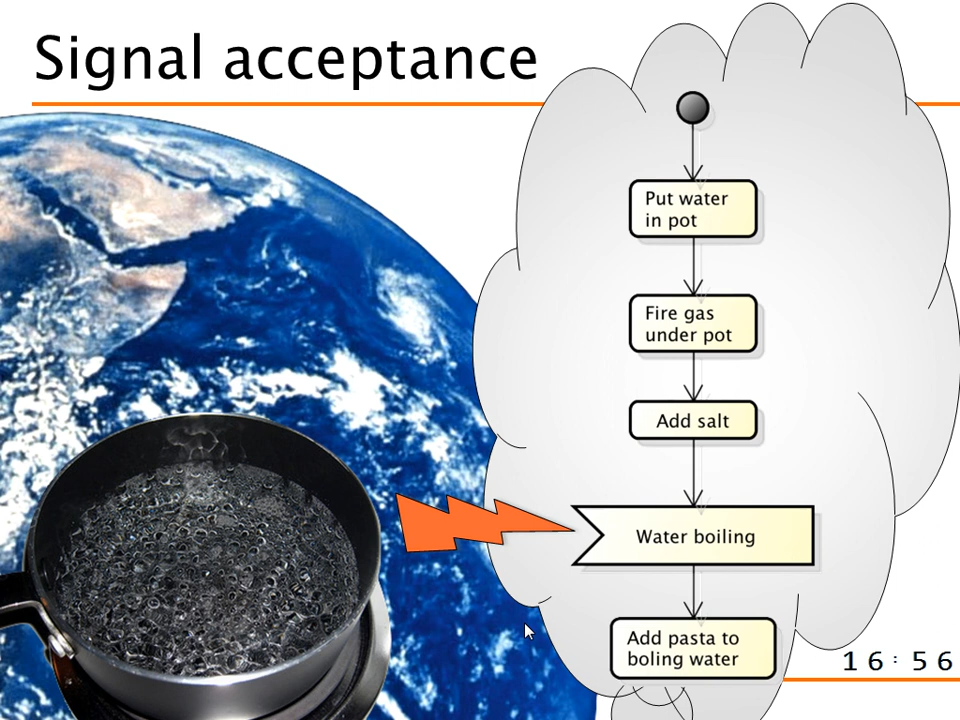 Signal acceptance
Put water
in pot
Fire gas
under pot
Add salt
Water boiling
Add pasta to
boling water
16:56